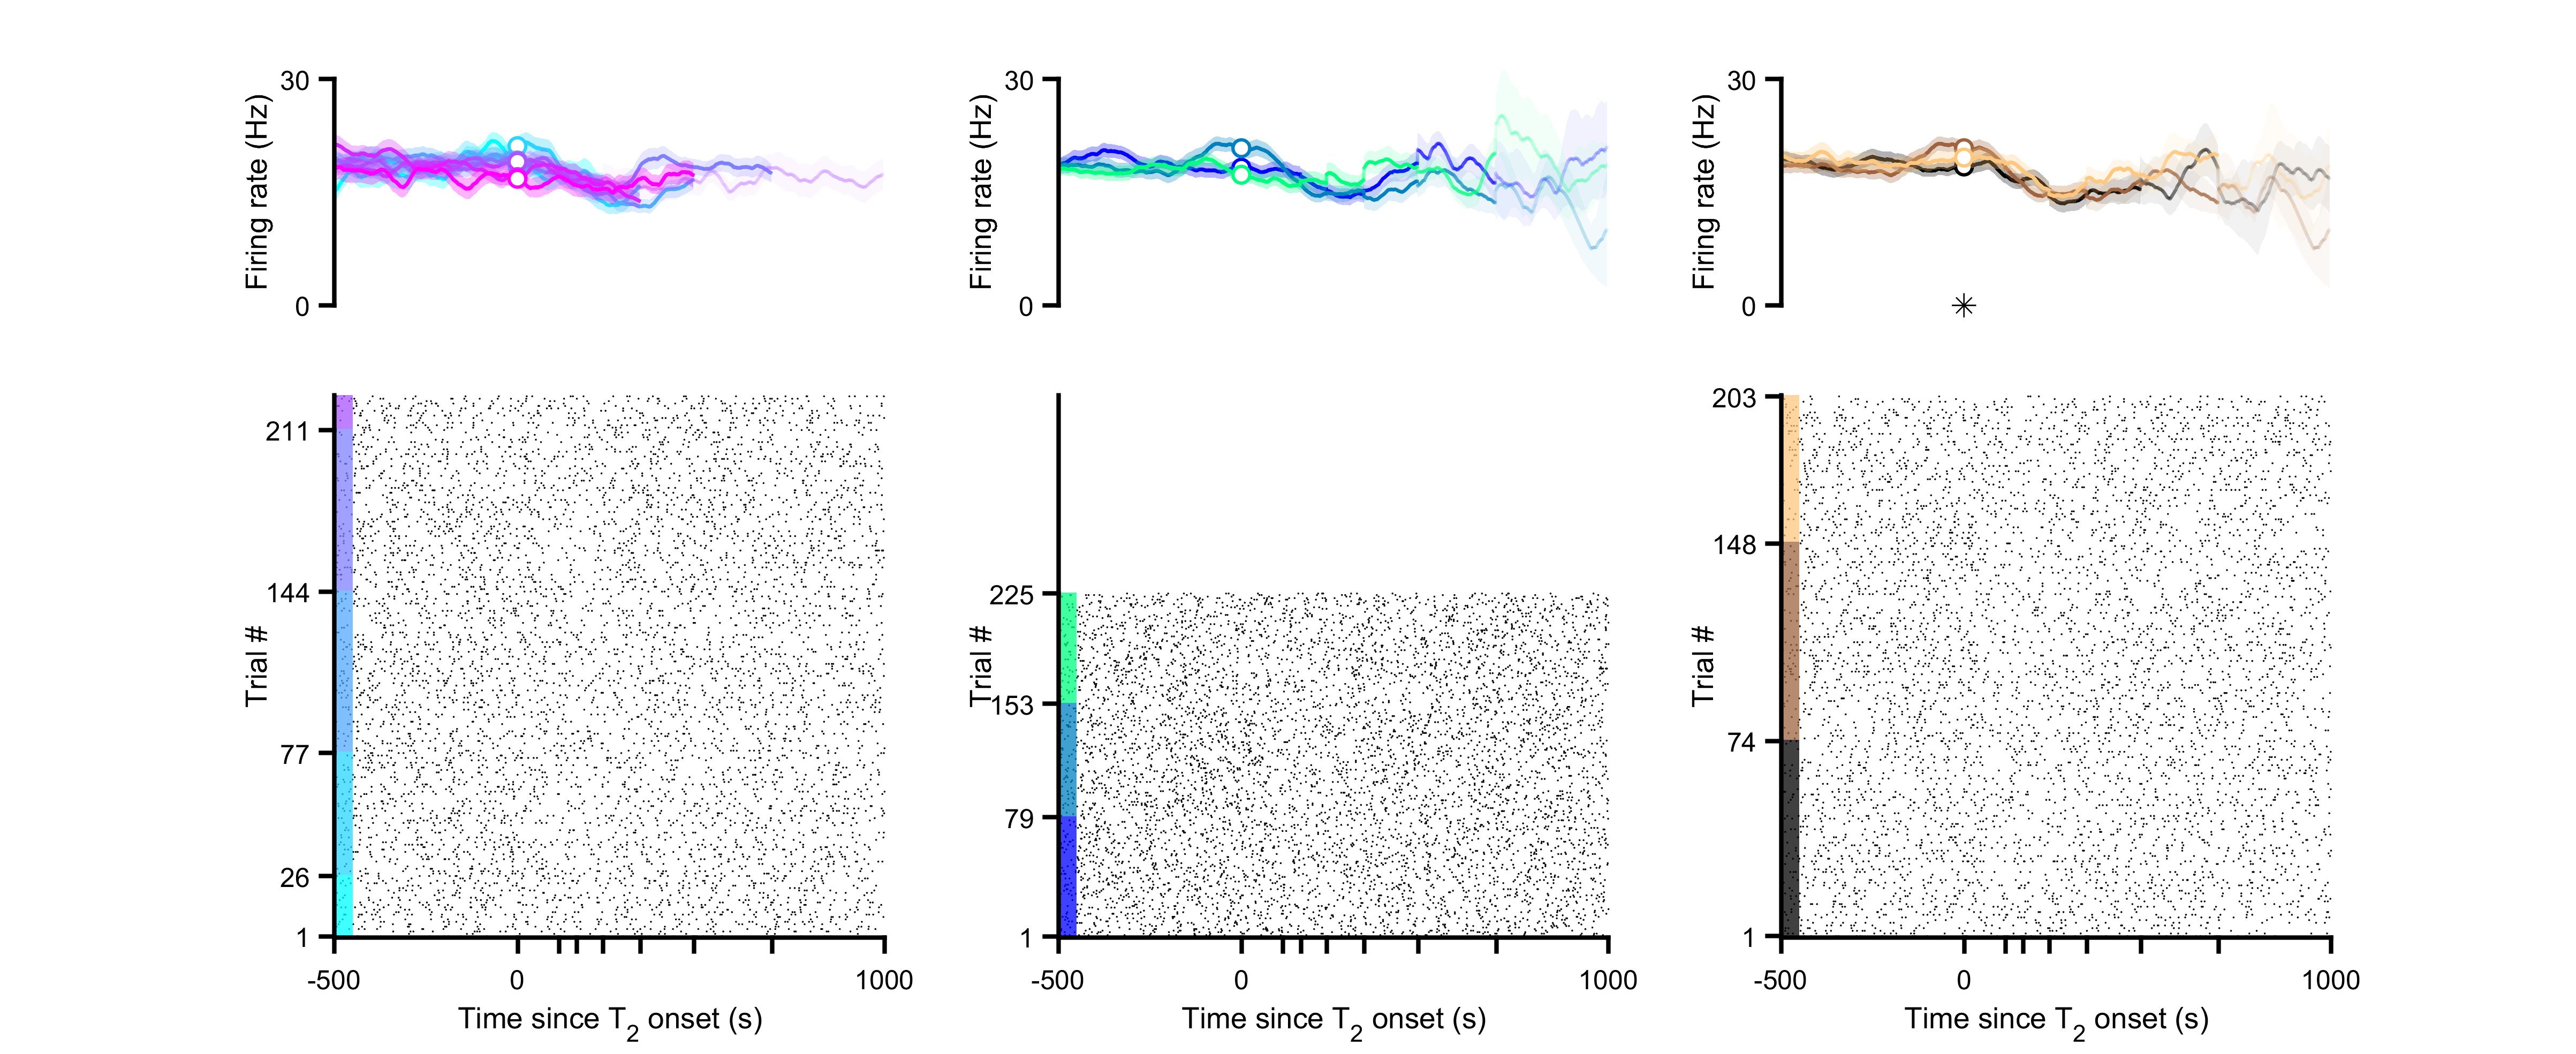 30
Firing rate (Hz)
0
30
Firing rate (Hz)
0
30
Firing rate (Hz)
0
211
144
77
26
1
Trial #
-500 0 1000
Time since T2 onset (s)
225
153
79
1
Trial #
-500 0 1000
Time since T2 onset (s)
203
148
74
1
Trial #
-500 0 1000
Time since T2 onset (s)